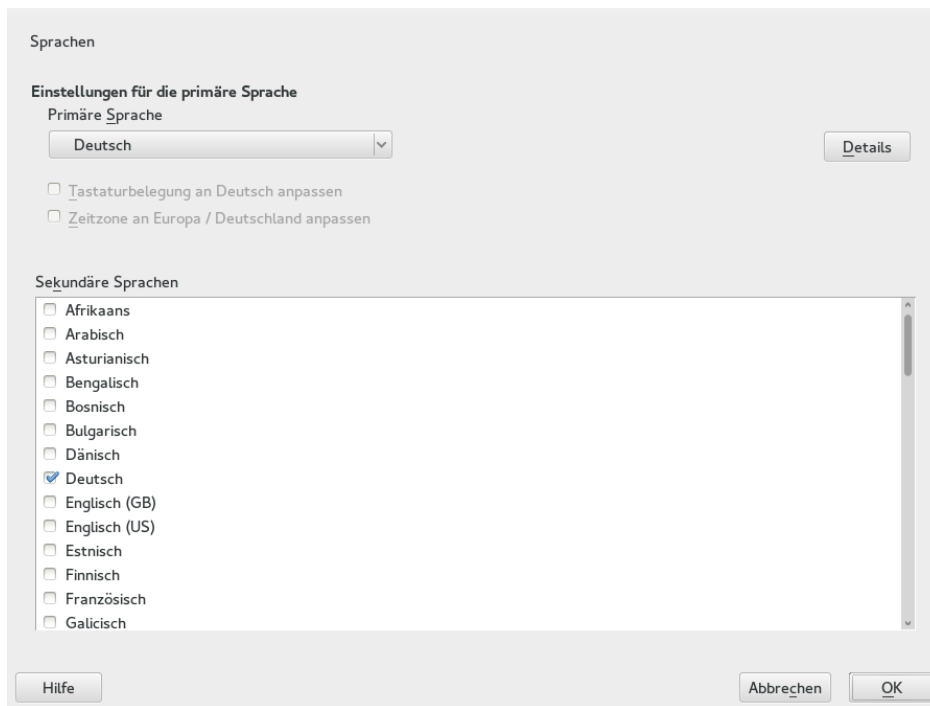 Sprachen
Einstellungen für die primäre Sprache
Primäre Sprache
Deutsch
Details
Tastaturbelegung an Deutsch anpassen
Zeitzone an Europa / Deutschland anpassen
Sekundäre Sprachen
Afrikaans
Arabisch
Asturianisch
Bengalisch
Bosnisch
Bulgarisch
Dänisch
Deutsch
Englisch (GB)
Englisch (US)
Estnisch
Finnisch
Französisch
Galicisch
Hilfe
Abbrechen
OK